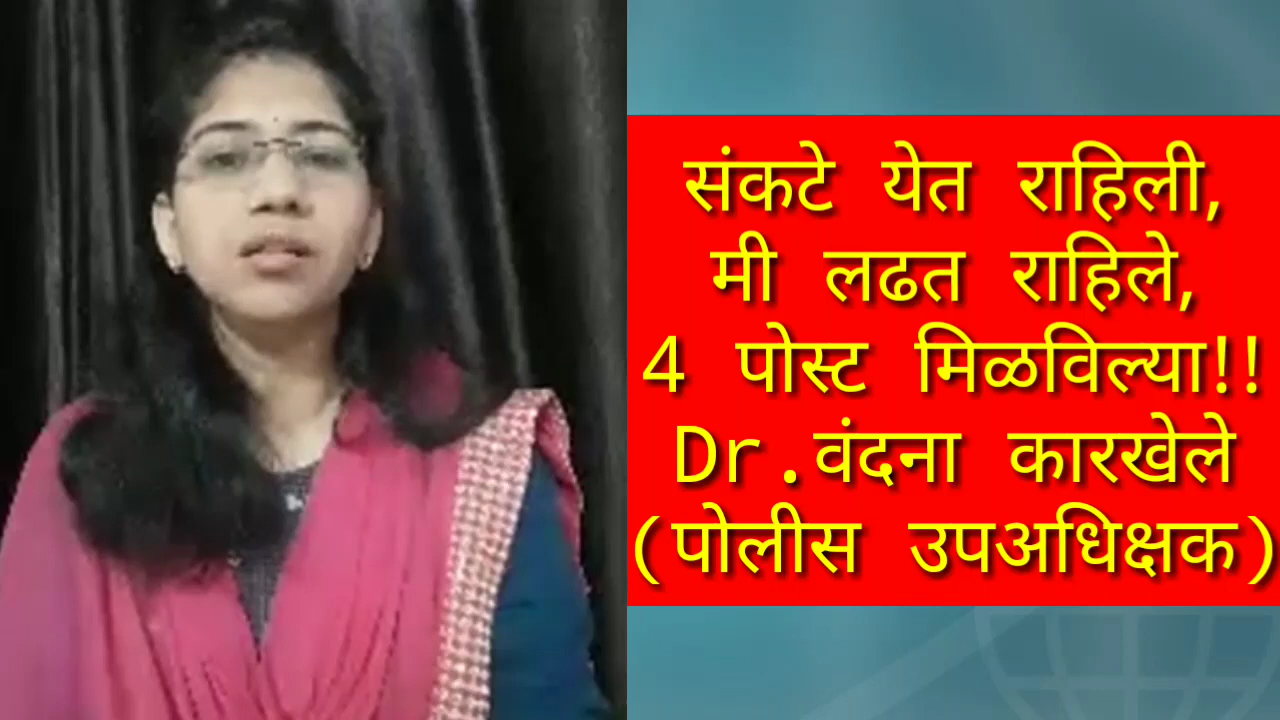 संकटे येत राहिली,
मी लढत राहिले,
4 पोस्ट मिळविल्या!!
Dr.वंदना कारखेले
(पोलीस उपअधिक्षक)